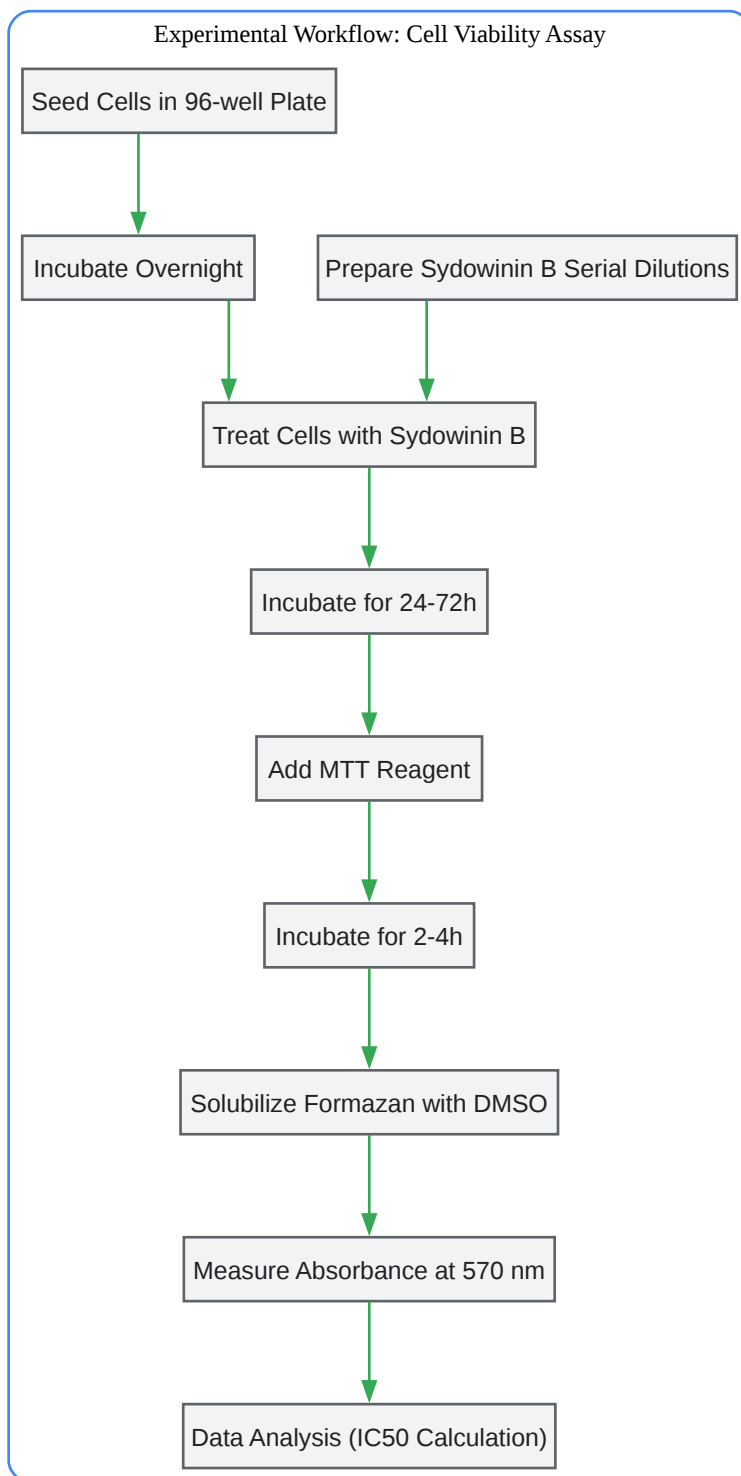 Experimental Workflow: Cell Viability Assay
Seed Cells in 96-well Plate
Incubate Overnight
Prepare Sydowinin B Serial Dilutions
Treat Cells with Sydowinin B
Incubate for 24-72h
Add MTT Reagent
Incubate for 2-4h
Solubilize Formazan with DMSO
Measure Absorbance at 570 nm
Data Analysis (IC50 Calculation)